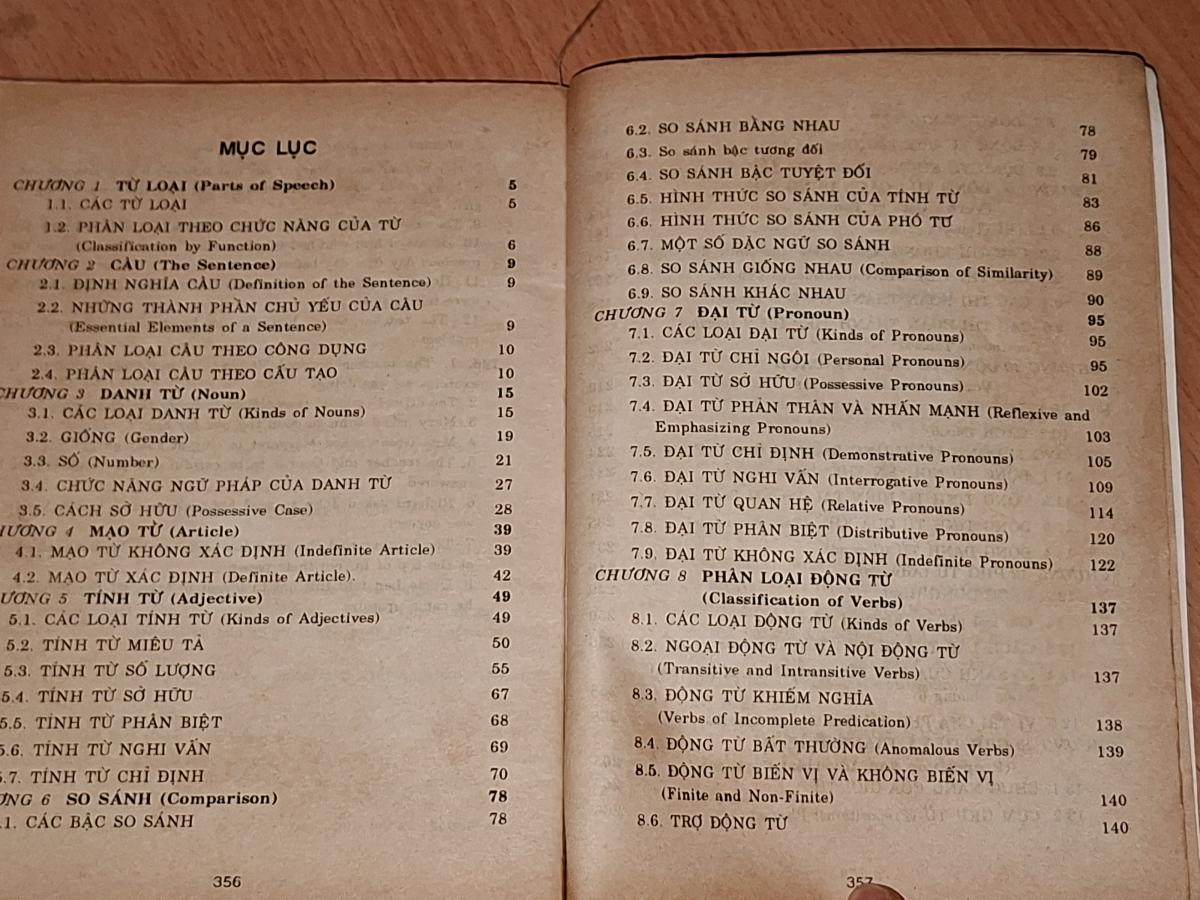 MỤC LỤC
CHƯƠNG 1 TỪ LOẠI (Parts of Speech) 5
1.1. CÁC TỪ LOẠI 5
1.2. PHÂN LOẠI THEO CHỨC NĂNG CỦA TỪ
(Classification by Function) 6
CHƯƠNG 2 CÂU (The Sentence) 9
2.1. ĐỊNH NGHĨA CÂU (Definition of the Sentence) 9
2.2. NHỮNG THÀNH PHẦN CHỦ YẾU CỦA CÂU
(Essential Elements of a Sentence) 9
2.3. PHÂN LOẠI CÂU THEO CÔNG DỤNG 10
2.4. PHÂN LOẠI CÂU THEO CẤU TẠO 10
CHƯƠNG 3 DANH TỪ (Noun) 15
3.1. CÁC LOẠI DANH TỪ (Kinds of Nouns) 15
3.2. GIỐNG (Gender) 19
3.3. SỐ (Number) 21
3.4. CHỨC NĂNG NGỮ PHÁP CỦA DANH TỪ 27
3.5. CÁCH SỞ HỮU (Possessive Case) 28
HƯƠNG 4 MẠO TỪ (Article) 39
4.1. MẠO TỪ KHÔNG XÁC ĐỊNH (Indefinite Article) 39
4.2. MẠO TỪ XÁC ĐỊNH (Definite Article). 42
ƯƠNG 5 TÍNH TỪ (Adjective) 49
5.1. CÁC LOẠI TÍNH TỪ (Kinds of Adjectives) 49
5.2. TÍNH TỪ MIÊU TẢ 50
5.3. TÍNH TỪ SỐ LƯỢNG 55
5.4. TÍNH TỪ SỞ HỮU 67
5.5. TÍNH TỪ PHÂN BIỆT 68
5.6. TÍNH TỪ NGHI VẤN 69
5.7. TÍNH TỪ CHỈ ĐỊNH 70
ƠNG 6 SO SÁNH (Comparison) 78
.1. CÁC BẬC SO SÁNH 78
356
6.2. SO SÁNH BẰNG NHAU 78
6.3. So sánh bậc tương đối 79
6.4. SO SÁNH BẬC TUYỆT ĐỐI 81
6.5. HÌNH THỨC SO SÁNH CỦA TÍNH TỪ 83
6.6. HÌNH THỨC SO SÁNH CỦA PHÓ TƯ 86
6.7. MỘT SỐ ĐẶC NGỮ SO SÁNH 88
6.8. SO SÁNH GIỐNG NHAU (Comparison of Similarity) 89
6.9. SO SÁNH KHÁC NHAU 90
CHƯƠNG 7 ĐẠI TỪ (Pronoun) 95
7.1. CÁC LOẠI ĐẠI TỪ (Kinds of Pronouns) 95
7.2. ĐẠI TỪ CHỈ NGÔI (Personal Pronouns) 95
7.3. ĐẠI TỪ SỞ HỮU (Possessive Pronouns) 102
7.4. ĐẠI TỪ PHẢN THÂN VÀ NHẤN MẠNH (Reflexive and
Emphasizing Pronouns) 103
7.5. ĐẠI TỪ CHỈ ĐỊNH (Demonstrative Pronouns) 105
7.6. ĐẠI TỪ NGHI VẤN (Interrogative Pronouns) 109
7.7. ĐẠI TỪ QUAN HỆ (Relative Pronouns) 114
7.8. ĐẠI TỪ PHÂN BIỆT (Distributive Pronouns) 120
7.9. ĐẠI TỪ KHÔNG XÁC ĐỊNH (Indefinite Pronouns) 122
CHƯƠNG 8 PHÂN LOẠI ĐỘNG TỪ
(Classification of Verbs) 137
8.1. CÁC LOẠI ĐỘNG TỪ (Kinds of Verbs) 137
8.2. NGOẠI ĐỘNG TỪ VÀ NỘI ĐỘNG TỪ
(Transitive and Intransitive Verbs) 137
8.3. ĐỘNG TỪ KHIẾM NGHĨA
(Verbs of Incomplete Predication) 138
8.4. ĐỘNG TỪ BẤT THƯỜNG (Anomalous Verbs) 139
8.5. ĐỘNG TỪ BIẾN VỊ VÀ KHÔNG BIẾN VỊ
(Finite and Non-Finite) 140
8.6. TRỢ ĐỘNG TỪ 140
357